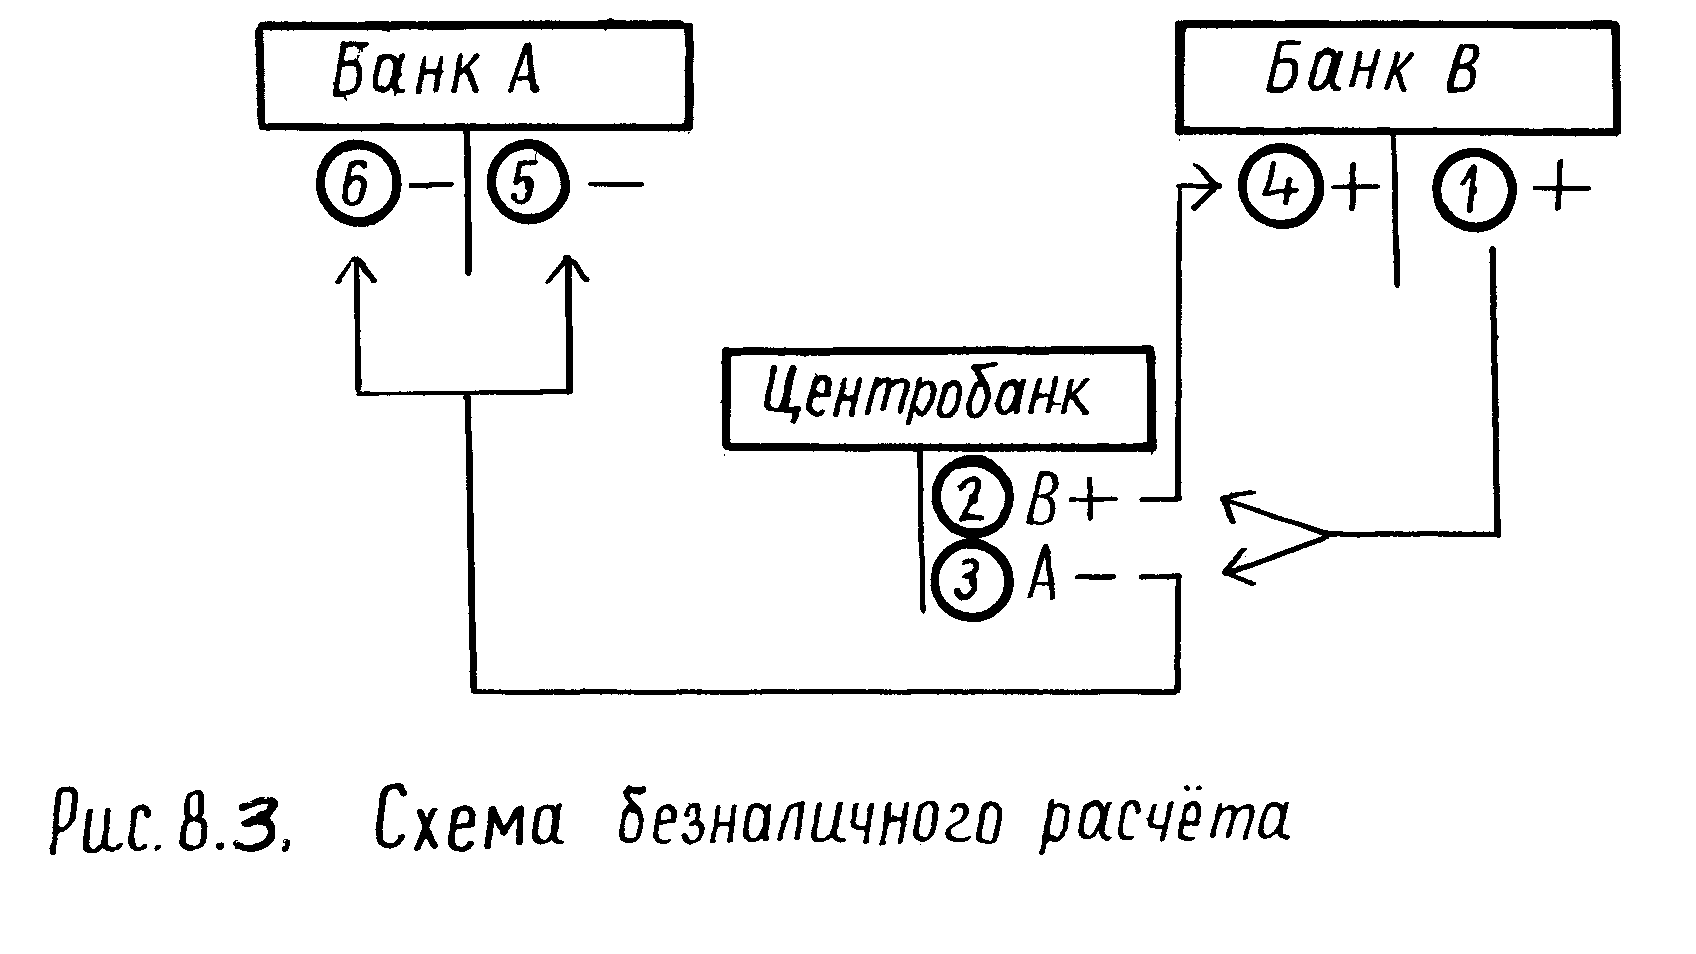 Банк А
Банк В
6 – 5 –
4 + 1 +
Центробанк
2 В + –
3 А – –
Рис. 8.3. Схема безналичного расчёта